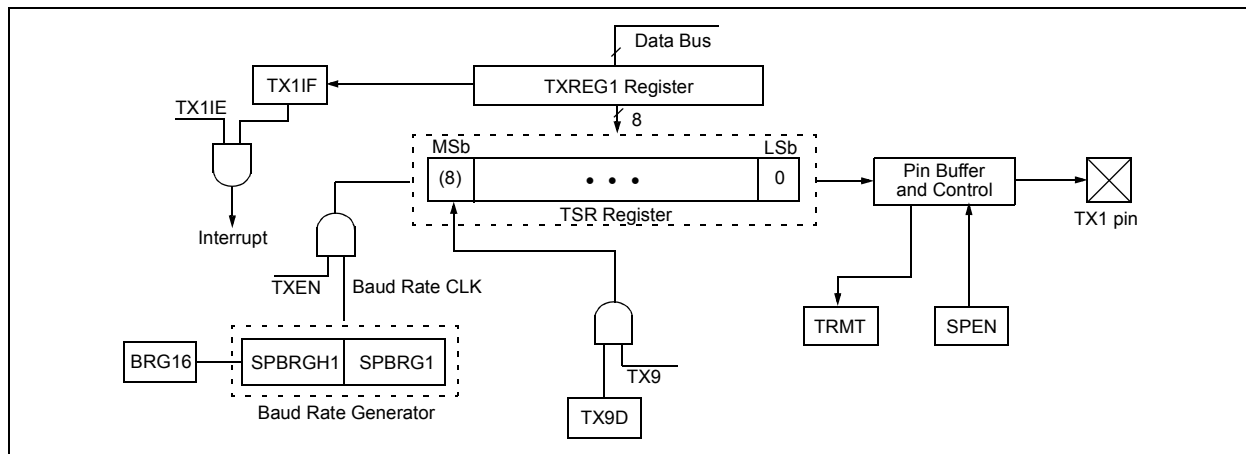 Data Bus
TX1IF
TXREG1 Register
TX1IE
8
MSb
LSb
(8)
• • •
0
Pin Buffer
and Control
TSR Register
TX1 pin
Interrupt
TXEN
Baud Rate CLK
TRMT
SPEN
BRG16
SPBRGH1
SPBRG1
TX9
Baud Rate Generator
TX9D